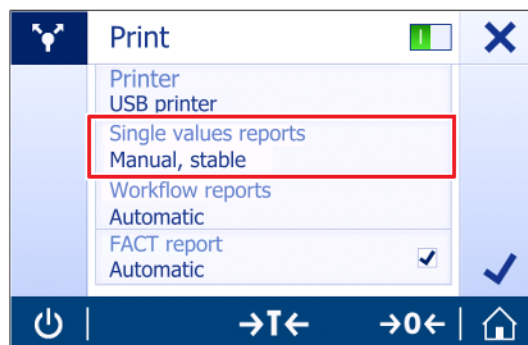 Print
Printer
USB printer
Single values reports
Manual, stable
Workflow reports
Automatic
FACT report
Automatic
→T← →0←